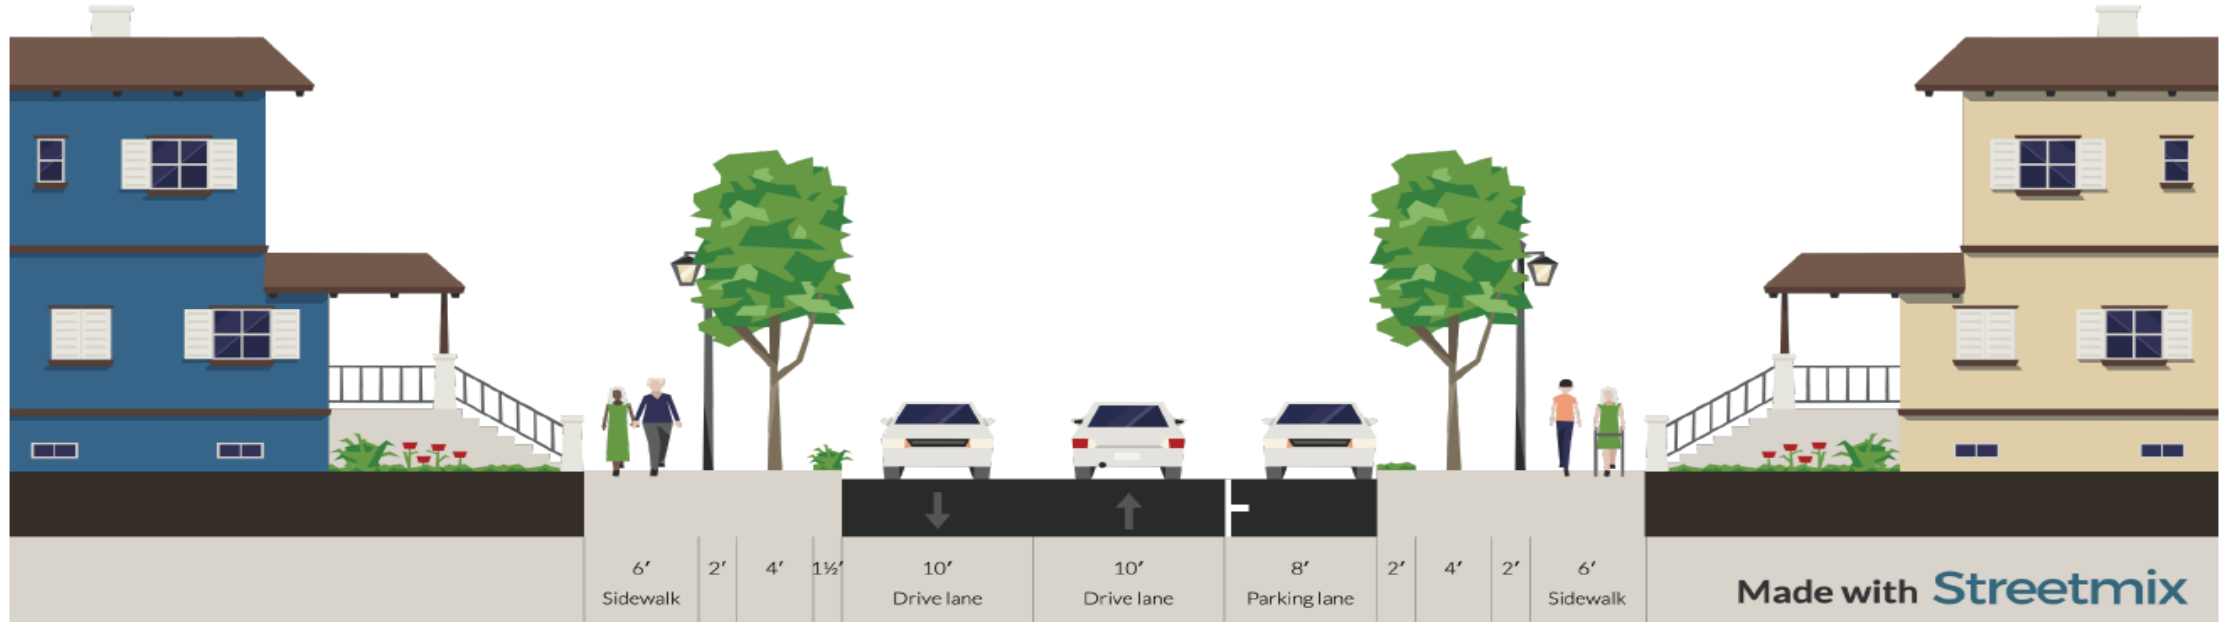 6′ 2′ 4′ 1½′ 10′ 10′ 8′ 2′ 4′ 2′ 6′
Sidewalk Drive lane Drive lane Parking lane Sidewalk
Made with Streetmix